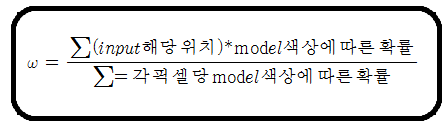 ω = ∑(input해당 위치)*model색상에 따른 확률
∑= 각 픽셀당 model색상에 따른 확률